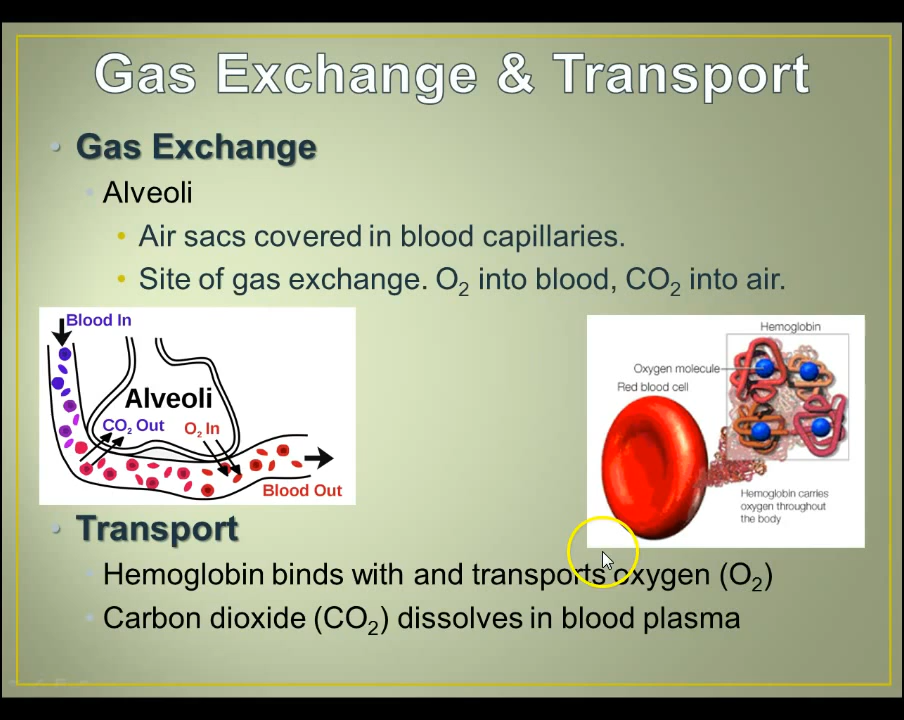 Gas Exchange & Transport
• Gas Exchange
• Alveoli
• Air sacs covered in blood capillaries.
• Site of gas exchange. O₂ into blood, CO₂ into air.
Blood In
Alveoli
CO₂ Out
O₂ In
Blood Out
Hemoglobin
Oxygen molecule
Red blood cell
Hemoglobin carries
oxygen throughout
the body
• Transport
• Hemoglobin binds with and transports oxygen (O₂)
• Carbon dioxide (CO₂) dissolves in blood plasma